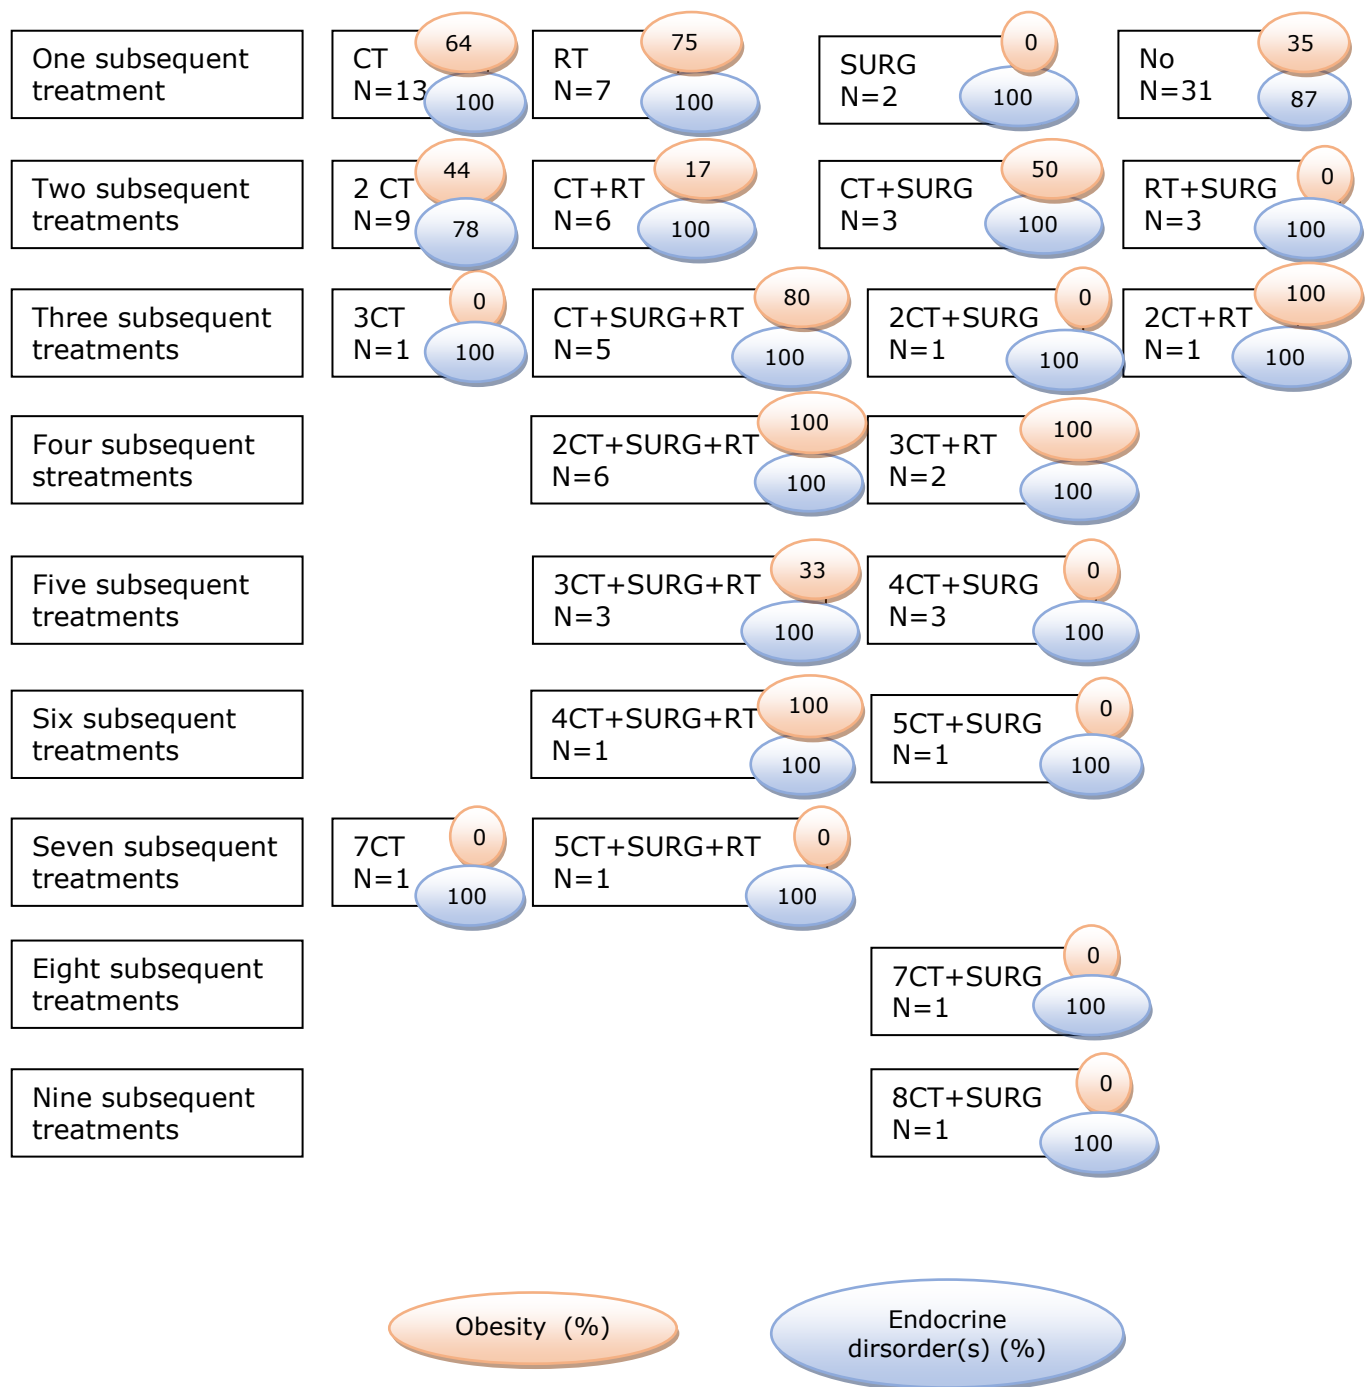 One subsequent
treatment
CT
N=13
64
100
RT
N=7
75
100
SURG
N=2
0
100
No
N=31
35
87
Two subsequent
treatments
2 CT
N=9
44
78
CT+RT
N=6
17
100
CT+SURG
N=3
50
100
RT+SURG
N=3
0
100
Three subsequent
treatments
3CT
N=1
0
100
CT+SURG+RT
N=5
80
100
2CT+SURG
N=1
0
100
2CT+RT
N=1
100
100
Four subsequent
streatments
2CT+SURG+RT
N=6
100
100
3CT+RT
N=2
100
100
Five subsequent
treatments
3CT+SURG+RT
N=3
33
100
4CT+SURG
N=3
0
100
Six subsequent
treatments
4CT+SURG+RT
N=1
100
100
5CT+SURG
N=1
0
100
Seven subsequent
treatments
7CT
N=1
0
100
5CT+SURG+RT
N=1
0
100
Eight subsequent
treatments
7CT+SURG
N=1
0
100
Nine subsequent
treatments
8CT+SURG
N=1
0
100
Obesity (%)
Endocrine
dirsorder(s) (%)